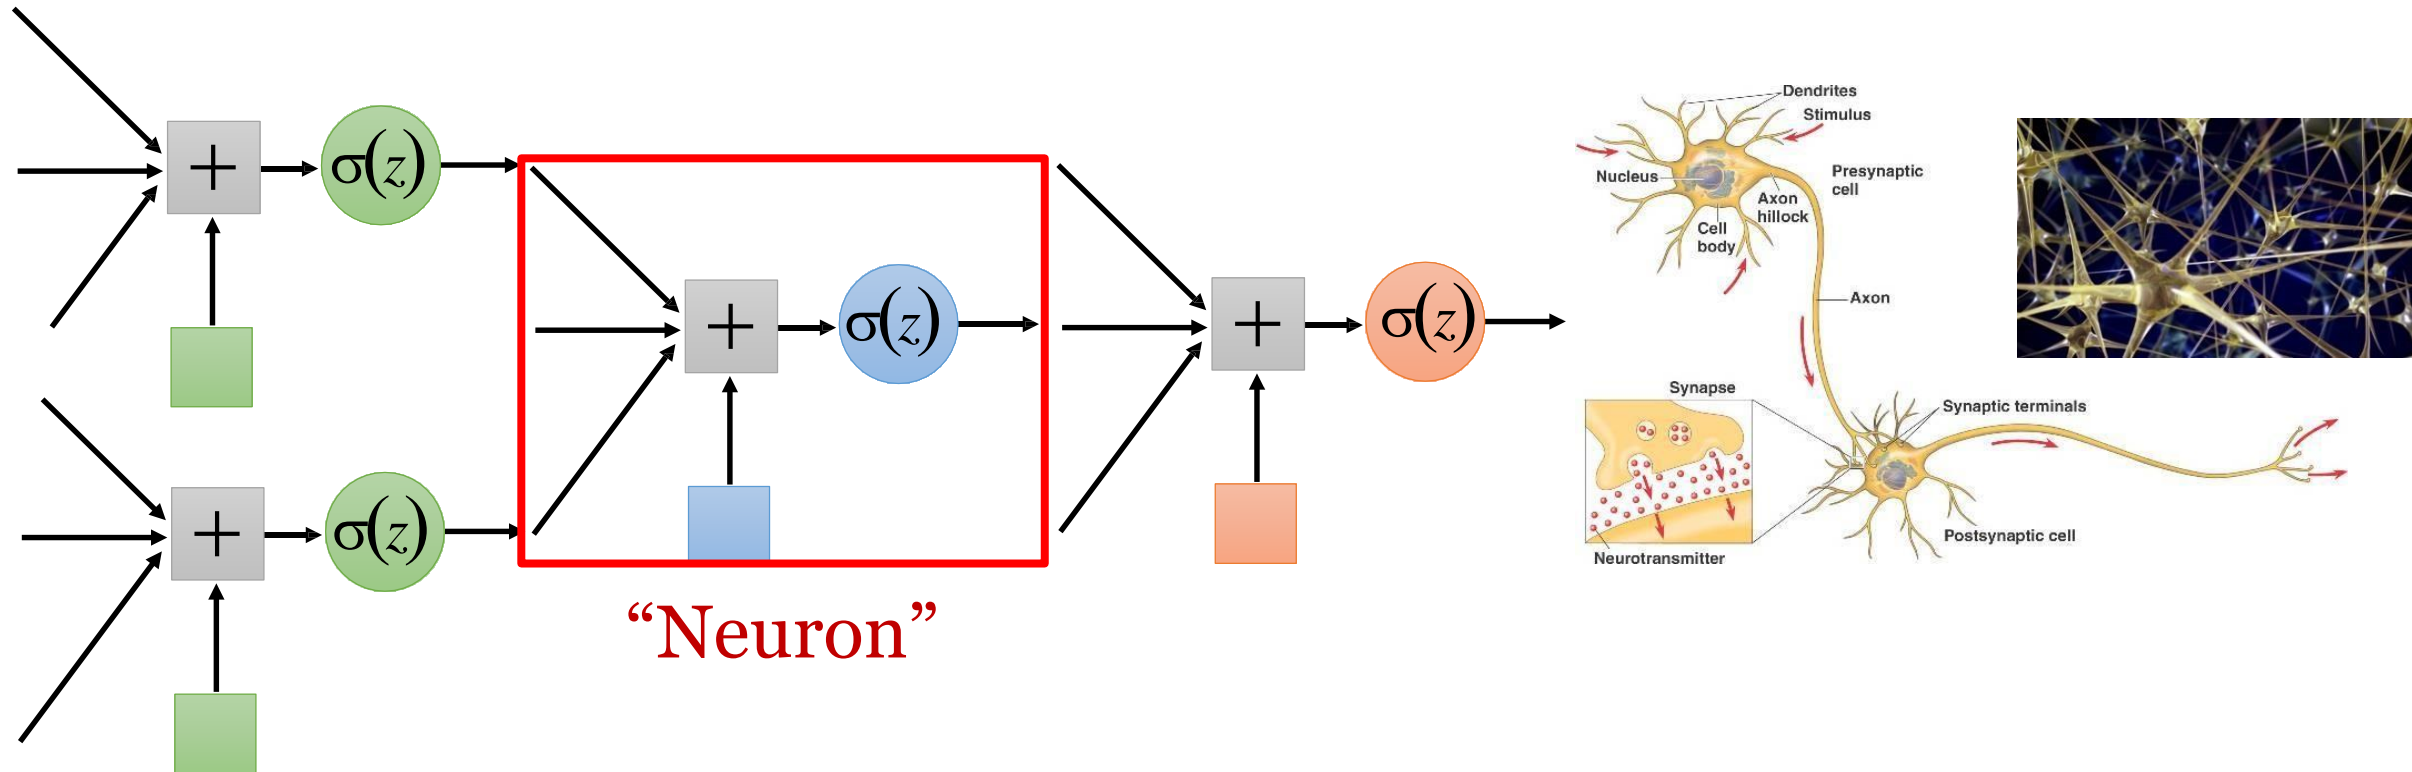 +
σ(z)
+
σ(z)
+
σ(z)
“Neuron”
+
σ(z)
Dendrites
Stimulus
Nucleus
Presynaptic
cell
Axon
hillock
Cell
body
Axon
Synapse
Synaptic terminals
Neurotransmitter
Postsynaptic cell